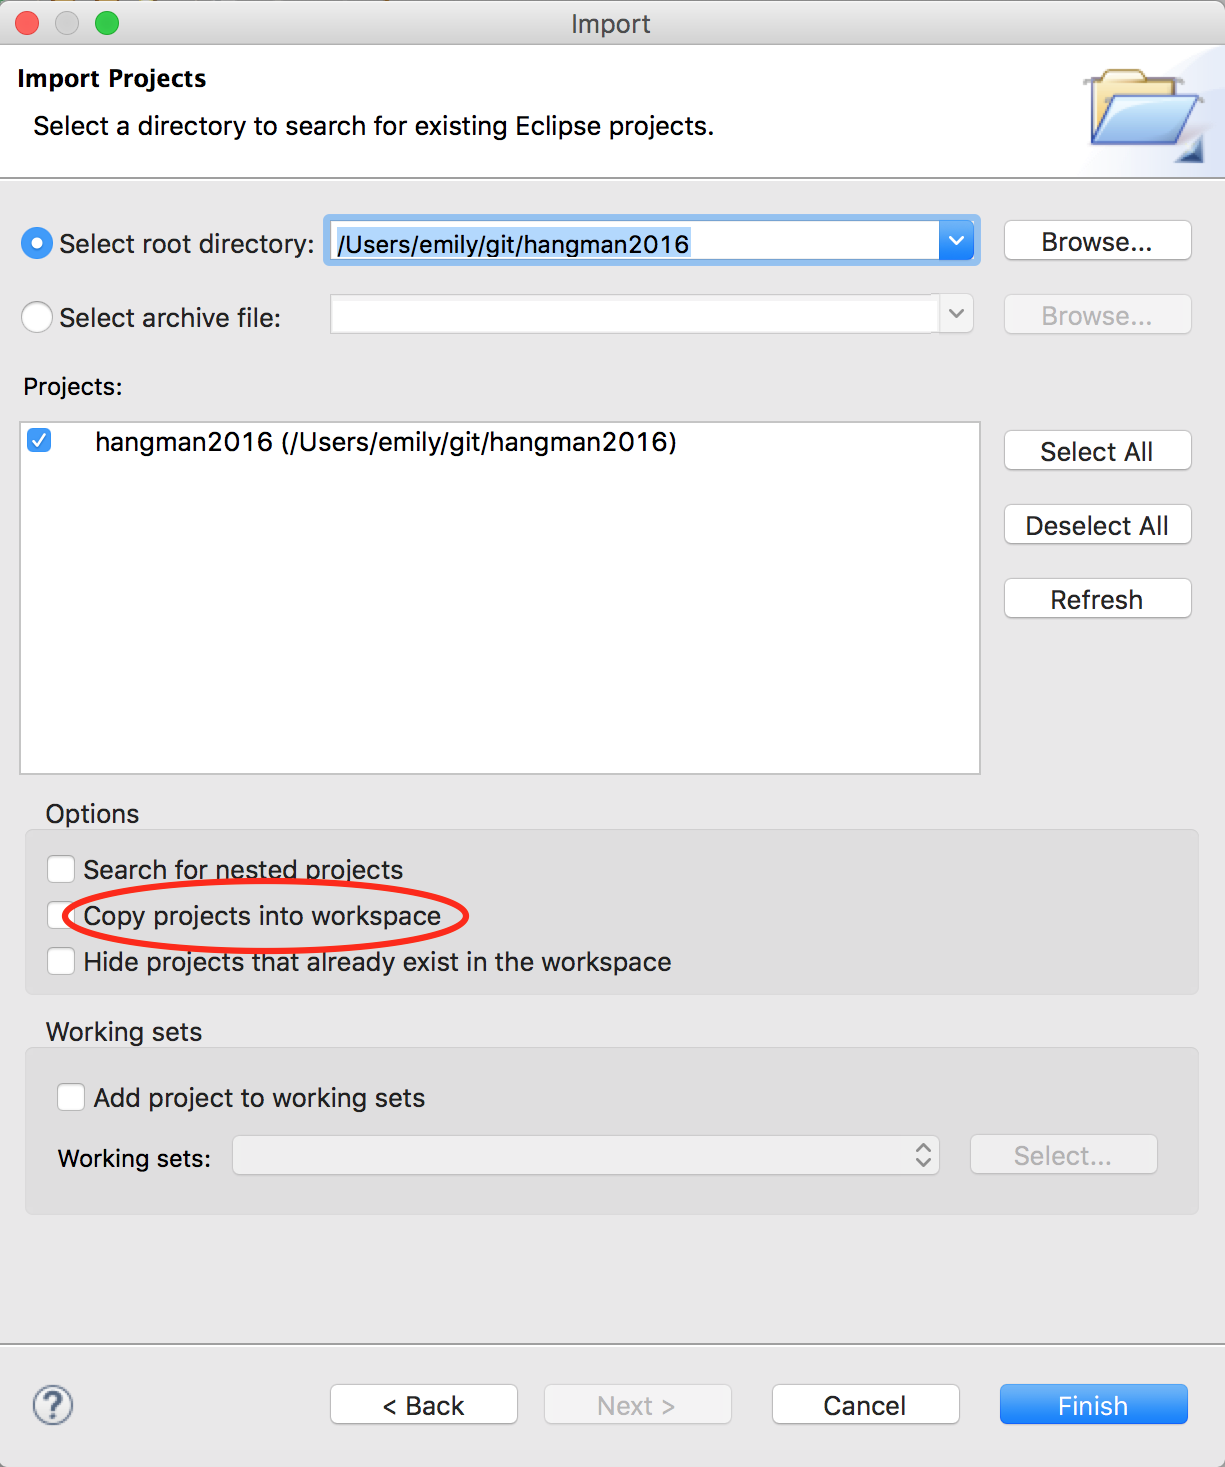 Import
Import Projects
Select a directory to search for existing Eclipse projects.
Select root directory: /Users/emily/git/hangman2016 Browse...
Select archive file: Browse...
Projects:
hangman2016 (/Users/emily/git/hangman2016)
Select All
Deselect All
Refresh
Options
Search for nested projects
Copy projects into workspace
Hide projects that already exist in the workspace
Working sets
Add project to working sets
Working sets: Select...
? < Back Next > Cancel Finish